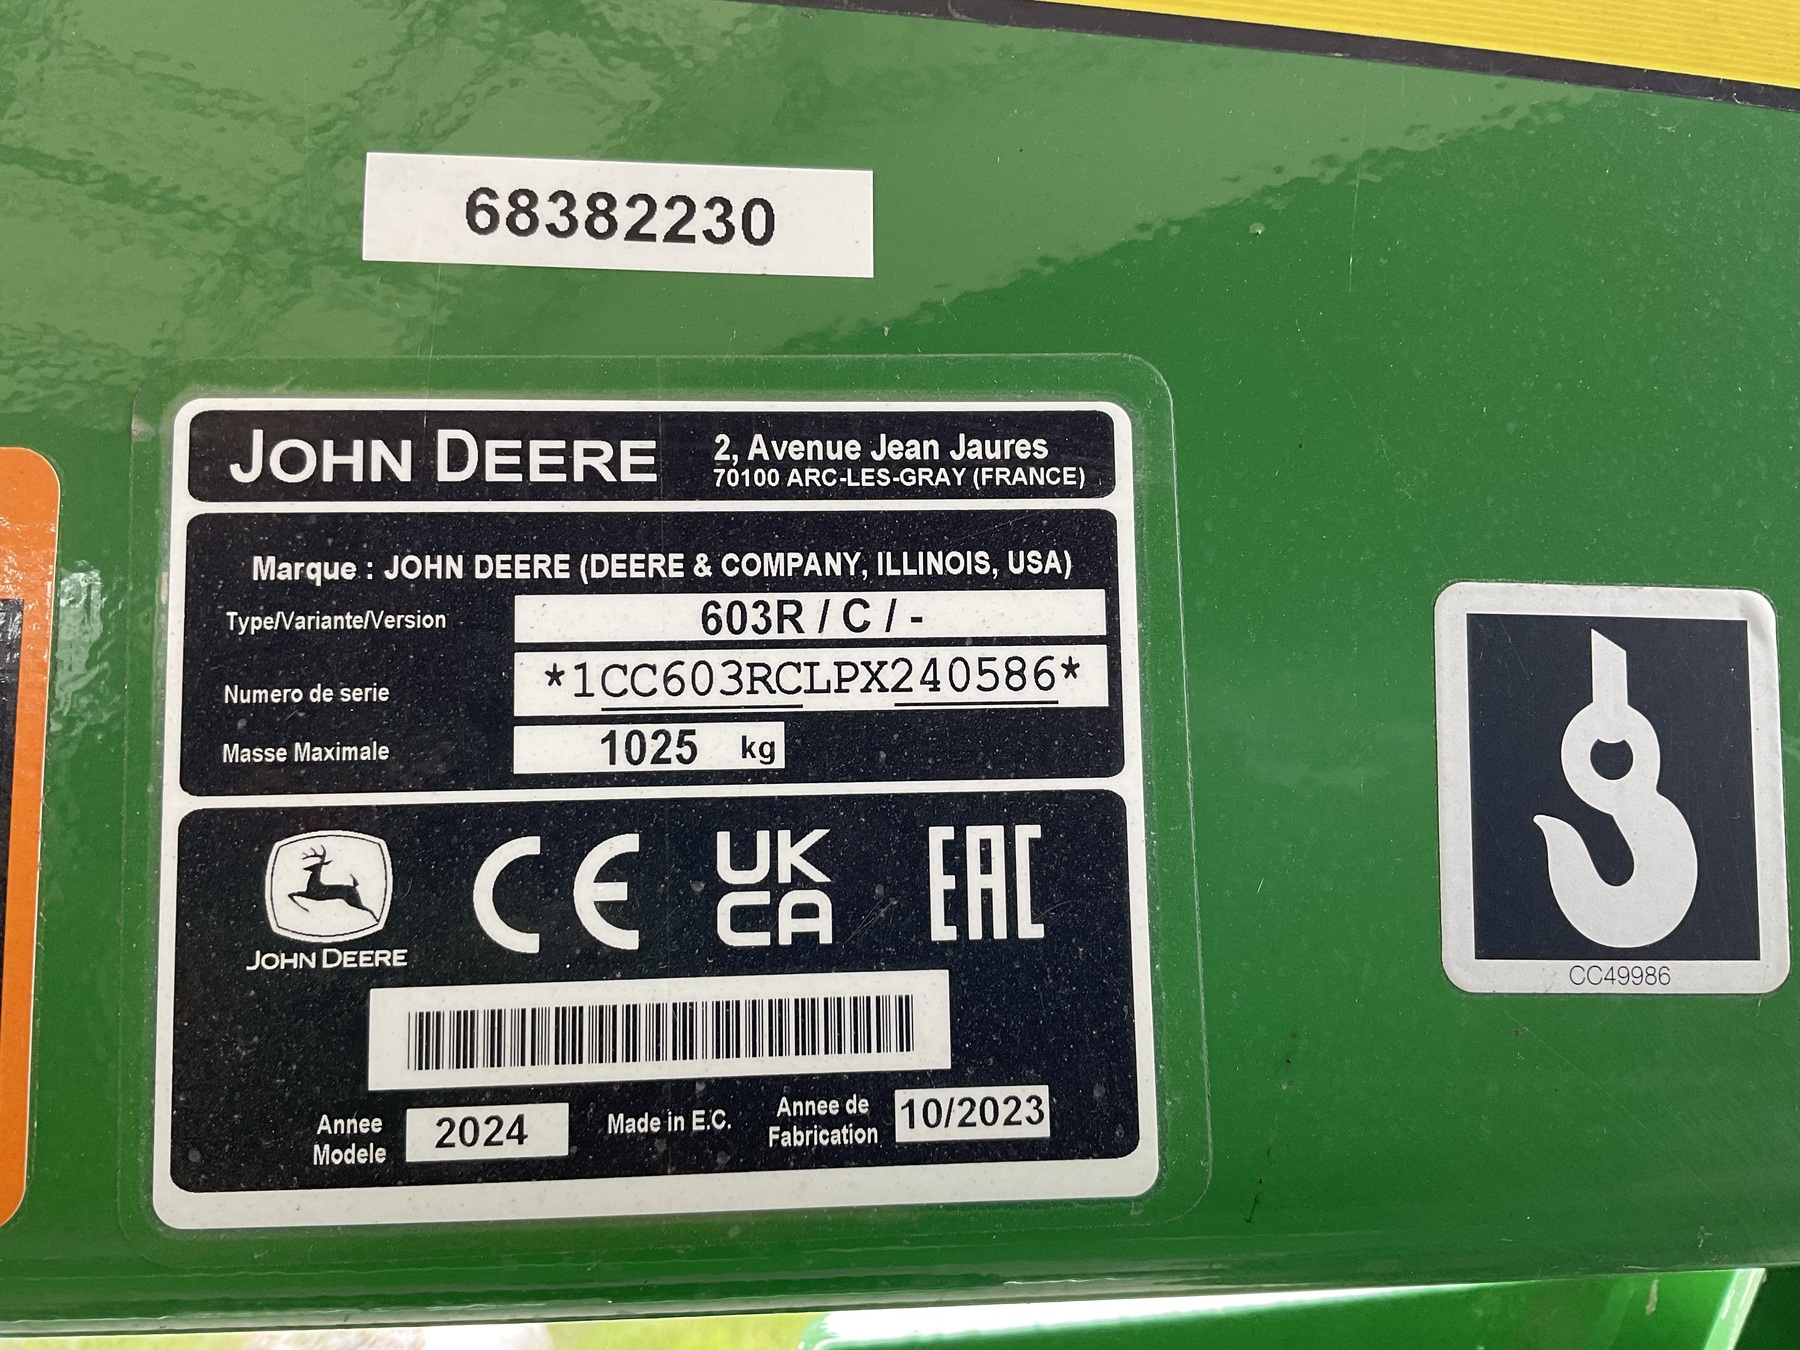 68382230
JOHN DEERE
2, Avenue Jean Jaures
70100 ARC-LES-GRAY (FRANCE)
Marque : JOHN DEERE (DEERE & COMPANY, ILLINOIS, USA)
Type/Variante/Version 603R / C / -
Numero de serie *1CC603RCLPX240586*
Masse Maximale 1025 kg
JOHN DEERE
CE
UK
CA
EAC
CC49986
Annee Modele 2024
Made in E.C.
Annee de Fabrication 10/2023